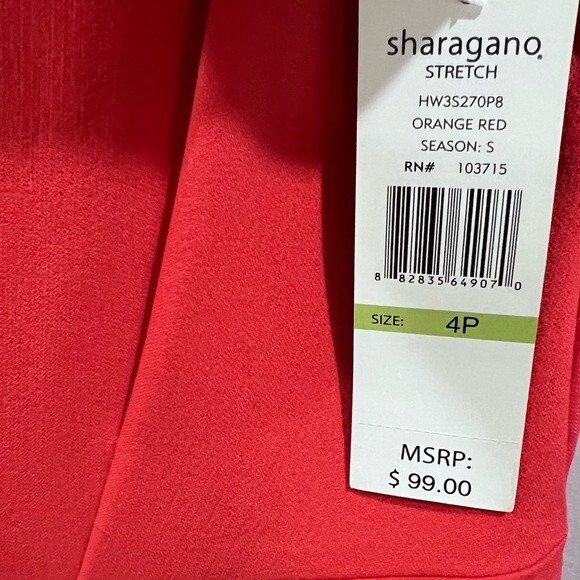 sharagano®
STRETCH
HW3S270P8
ORANGE RED
SEASON: S
RN# 103715
8 82835 64907 0
SIZE: 4P
MSRP:
$ 99.00